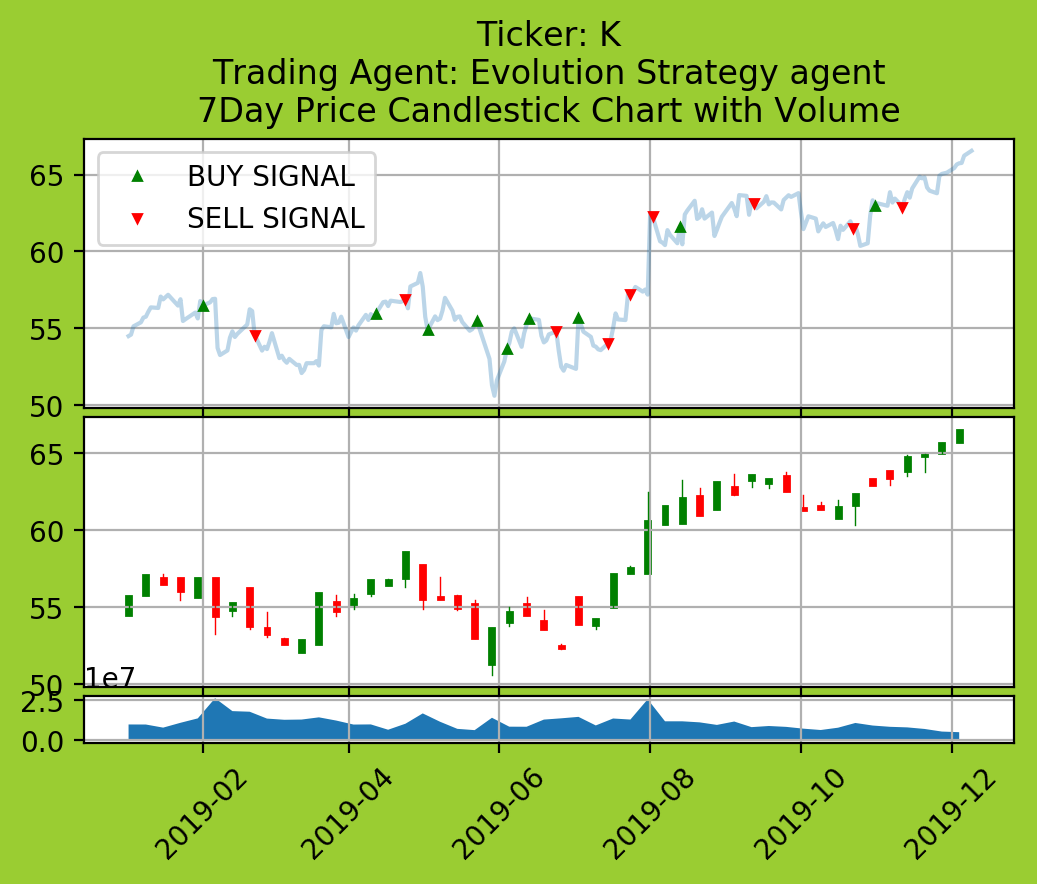 Ticker: K
Trading Agent: Evolution Strategy agent
7Day Price Candlestick Chart with Volume
BUY SIGNAL
SELL SIGNAL
65
60
55
50
65
60
55
50
1e7
2.5
0.0
2019-02
2019-04
2019-06
2019-08
2019-10
2019-12